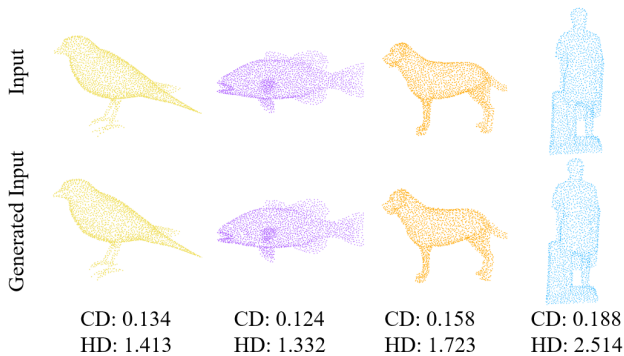 Input
Generated Input
CD: 0.134
HD: 1.413
CD: 0.124
HD: 1.332
CD: 0.158
HD: 1.723
CD: 0.188
HD: 2.514